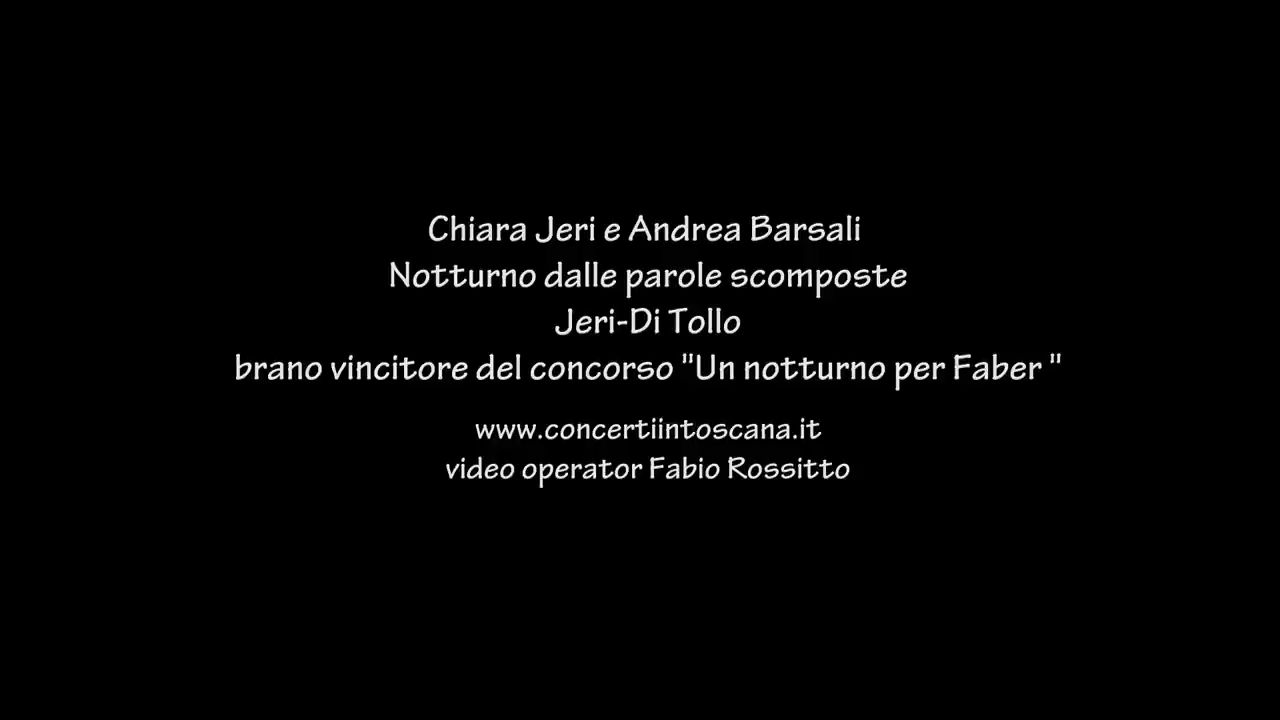 Chiara Jeri e Andrea Barsali
Notturno dalle parole scomposte
Jeri-Di Tollo
brano vincitore del concorso "Un notturno per Faber "
www.concertiintoscana.it
video operator Fabio Rossitto